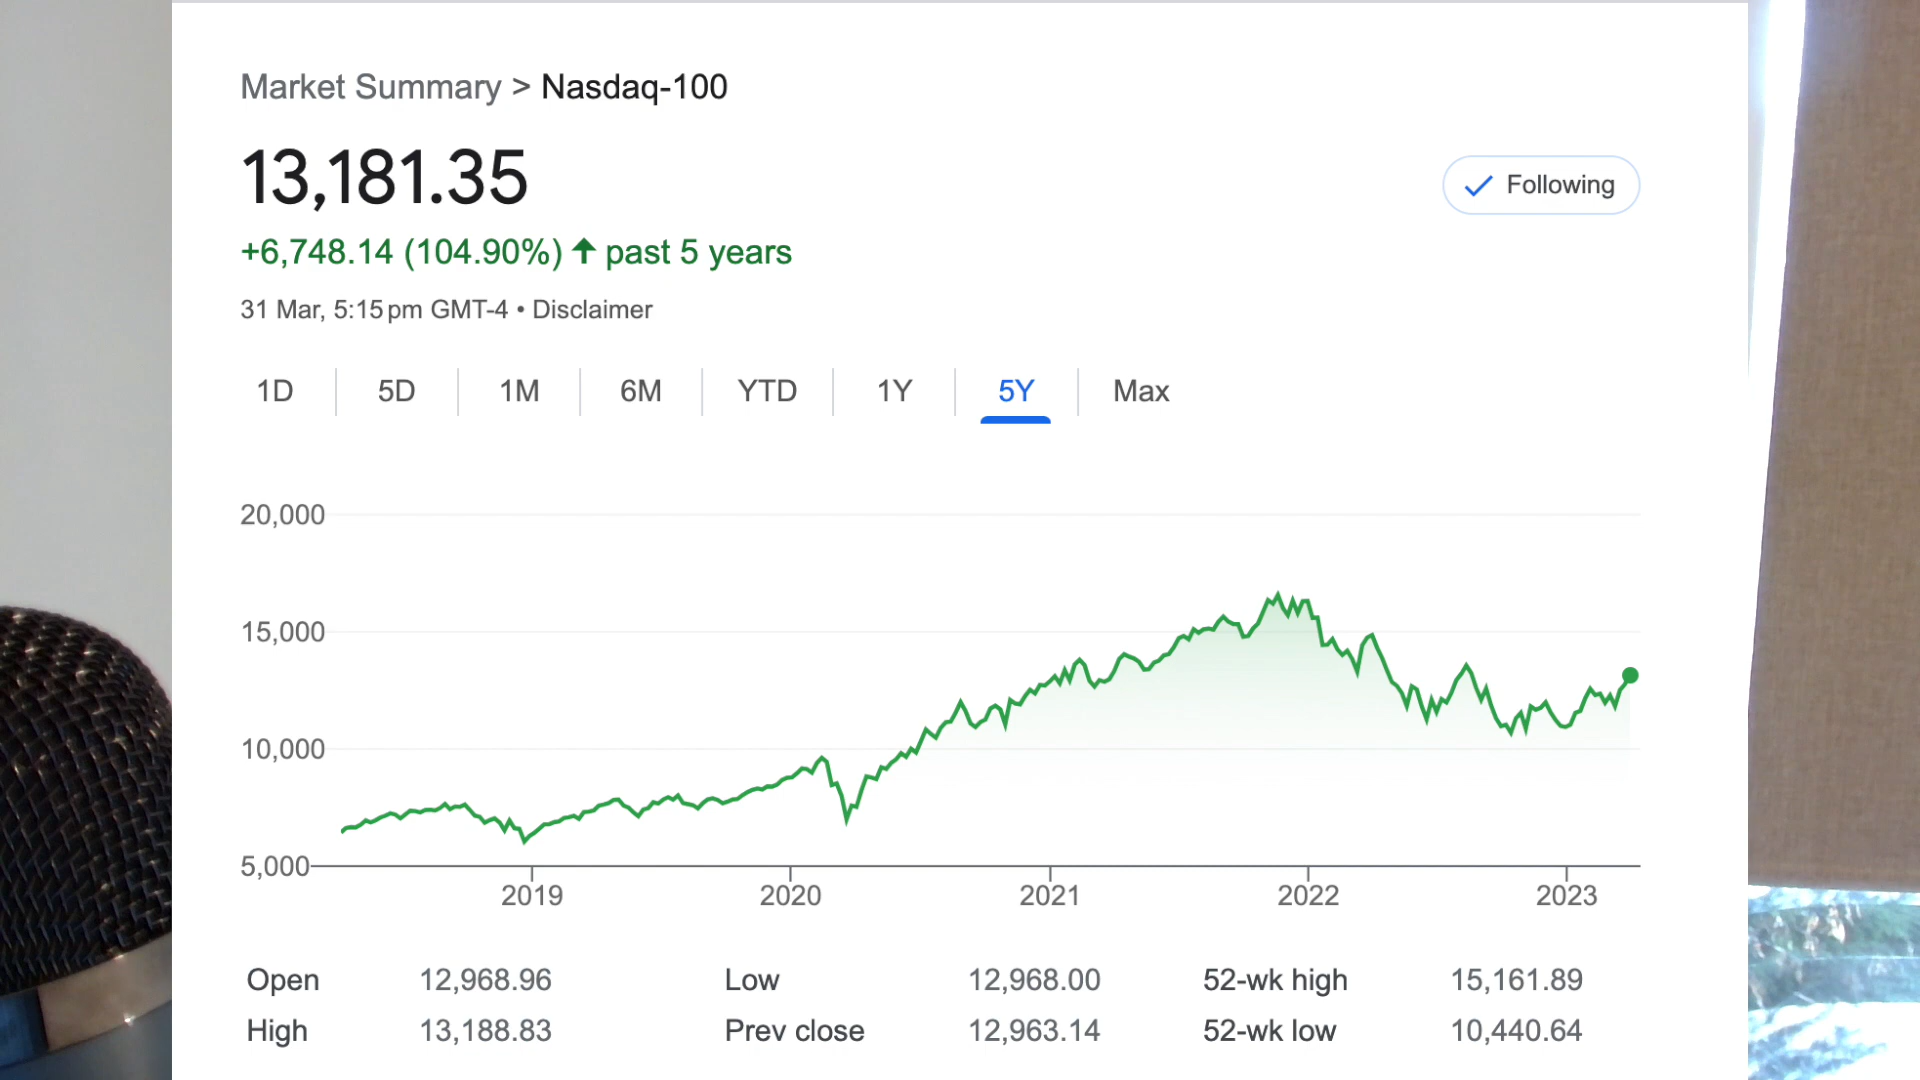 Market Summary > Nasdaq-100
13,181.35
Following
+6,748.14 (104.90%) ↑ past 5 years
31 Mar, 5:15 pm GMT-4 • Disclaimer
1D 5D 1M 6M YTD 1Y 5Y Max
20,000
15,000
10,000
5,000
2019 2020 2021 2022 2023
Open 12,968.96 Low 12,968.00 52-wk high 15,161.89
High 13,188.83 Prev close 12,963.14 52-wk low 10,440.64